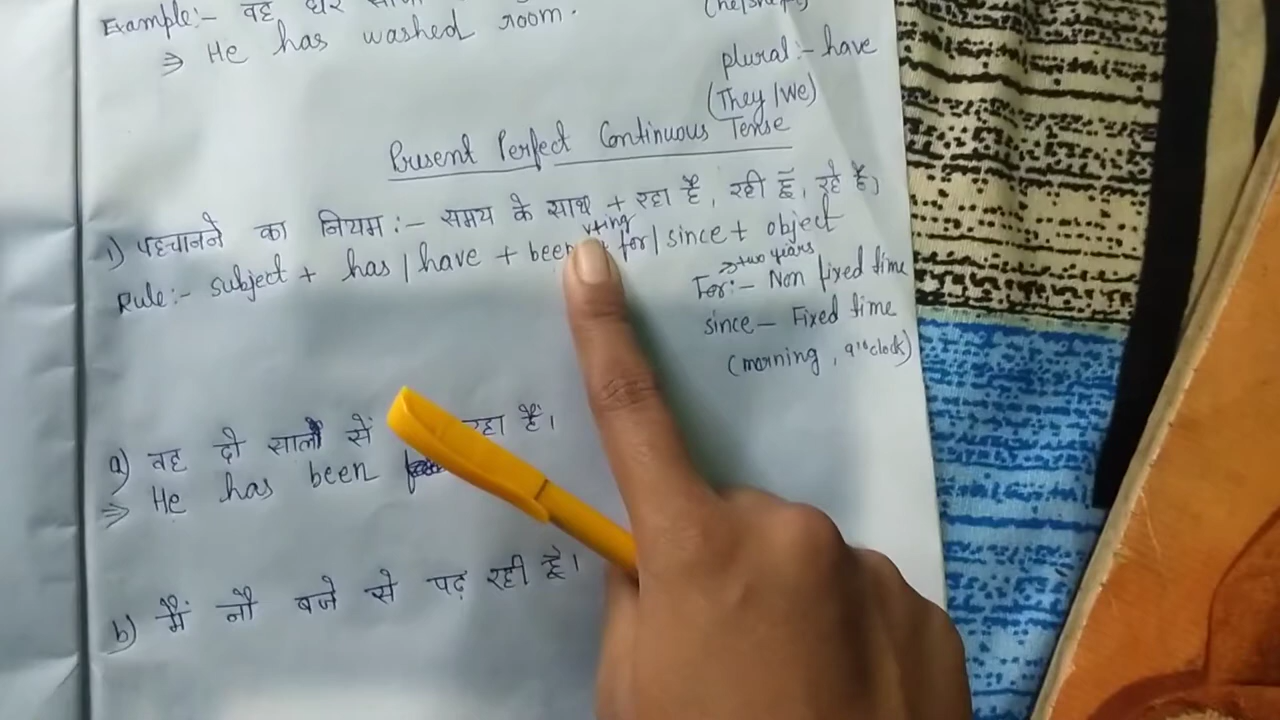 Example:- वह घर
⇒ He has washed room.
plural:- have
(They/We)
Present Perfect Continuous Tense
1) पहचानने का नियम:- समय के साथ + रहा है, रही हूँ, रहे हैं,
Rule:- subject + has/have + been + v+ing + for/since + object
⇒ two years
For:- Non fixed time
since – Fixed time
(morning, 9 o'clock)
a) वह दो सालों सें रहा हैं।
⇒ He has been
b) मैं नौ बजे से पढ़ रही हूँ।